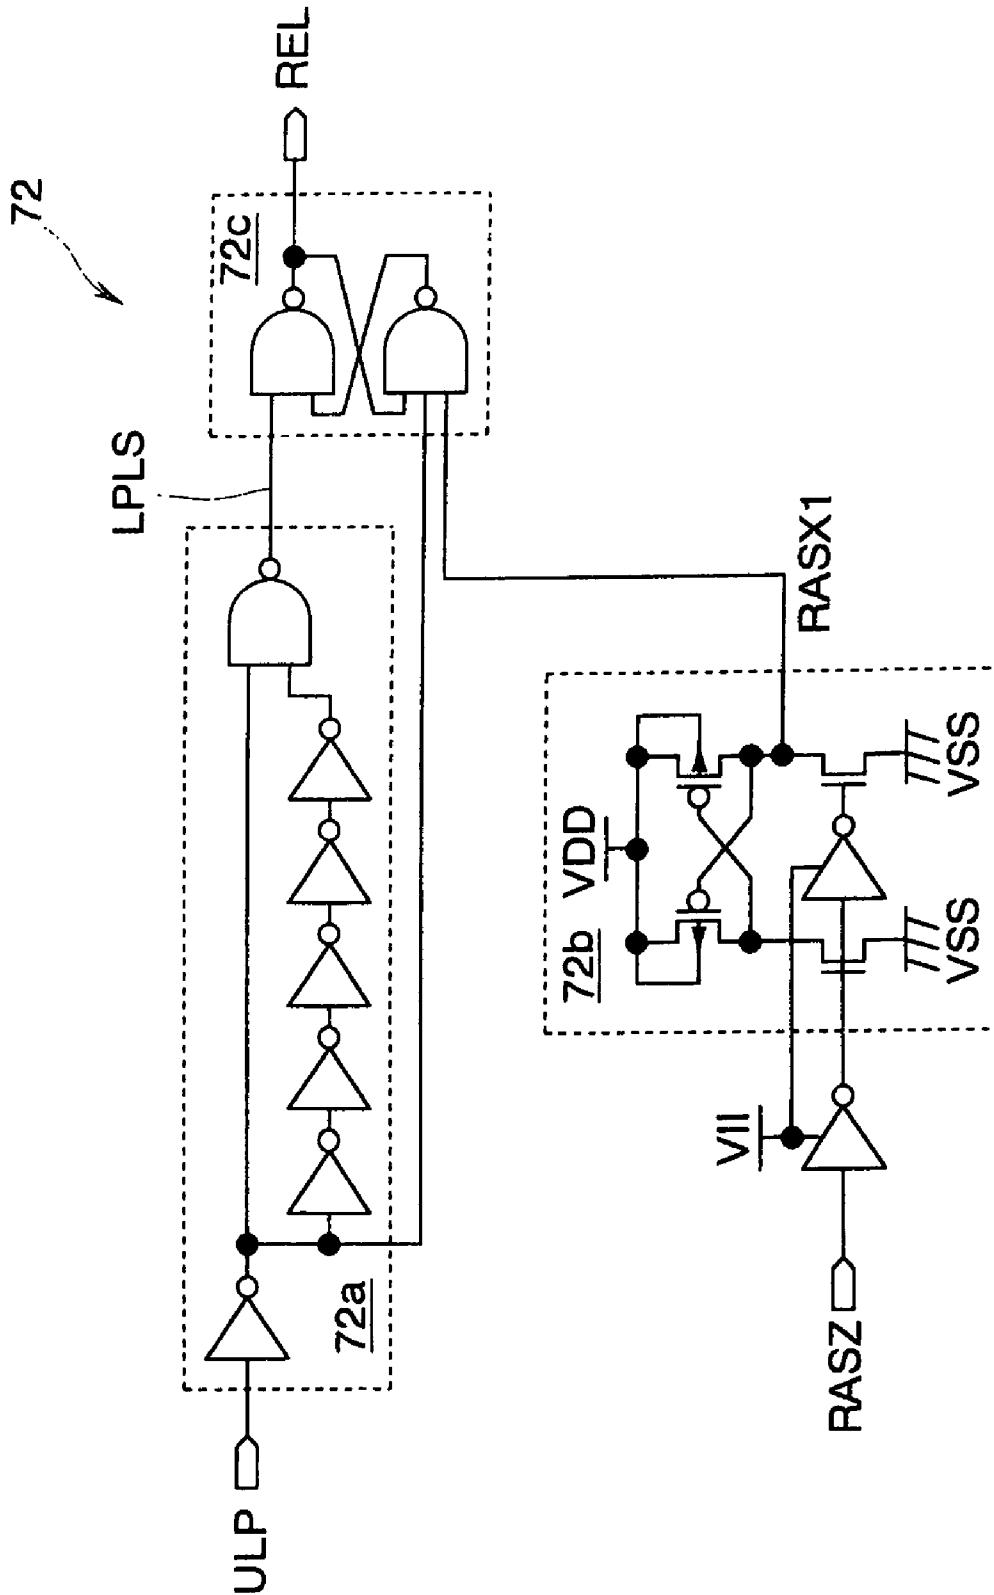 72
ULP
72a
LPLS
72c
REL
RASZ
VII
72b
VDD
VSS
VSS
RASX1